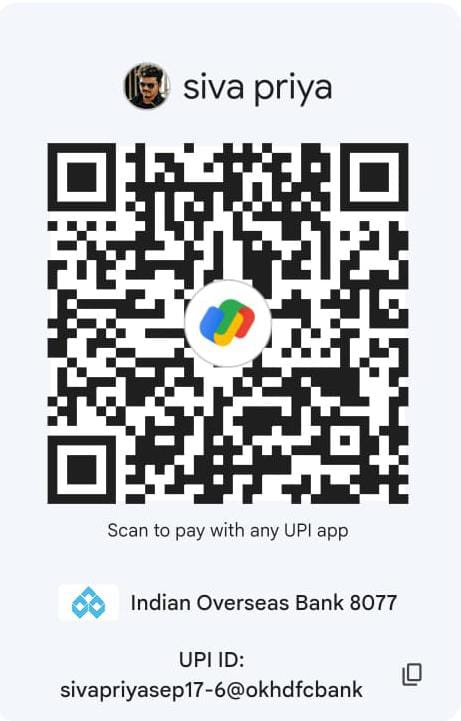 siva priya
Scan to pay with any UPI app
Indian Overseas Bank 8077
UPI ID:
sivapriyasep17-6@okhdfcbank